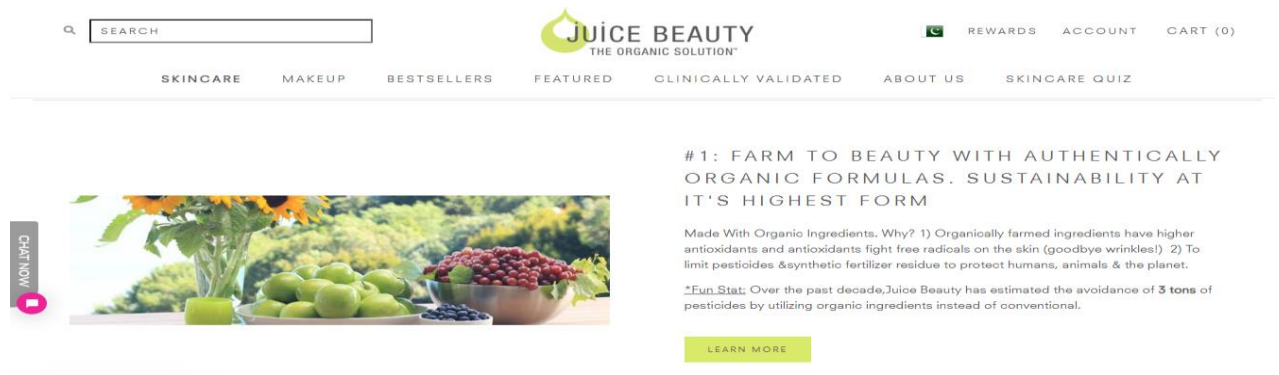 SEARCH
JUICE BEAUTY
THE ORGANIC SOLUTION™
REWARDS ACCOUNT CART (0)
SKINCARE MAKEUP BESTSELLERS FEATURED CLINICALLY VALIDATED ABOUT US SKINCARE QUIZ
CHAT NOW
#1: FARM TO BEAUTY WITH AUTHENTICALLY
ORGANIC FORMULAS. SUSTAINABILITY AT
IT'S HIGHEST FORM
Made With Organic Ingredients. Why? 1) Organically farmed ingredients have higher
antioxidants and antioxidants fight free radicals on the skin (goodbye wrinkles!) 2) To
limit pesticides &synthetic fertilizer residue to protect humans, animals & the planet.
*Fun Stat: Over the past decade,Juice Beauty has estimated the avoidance of 3 tons of
pesticides by utilizing organic ingredients instead of conventional.
LEARN MORE